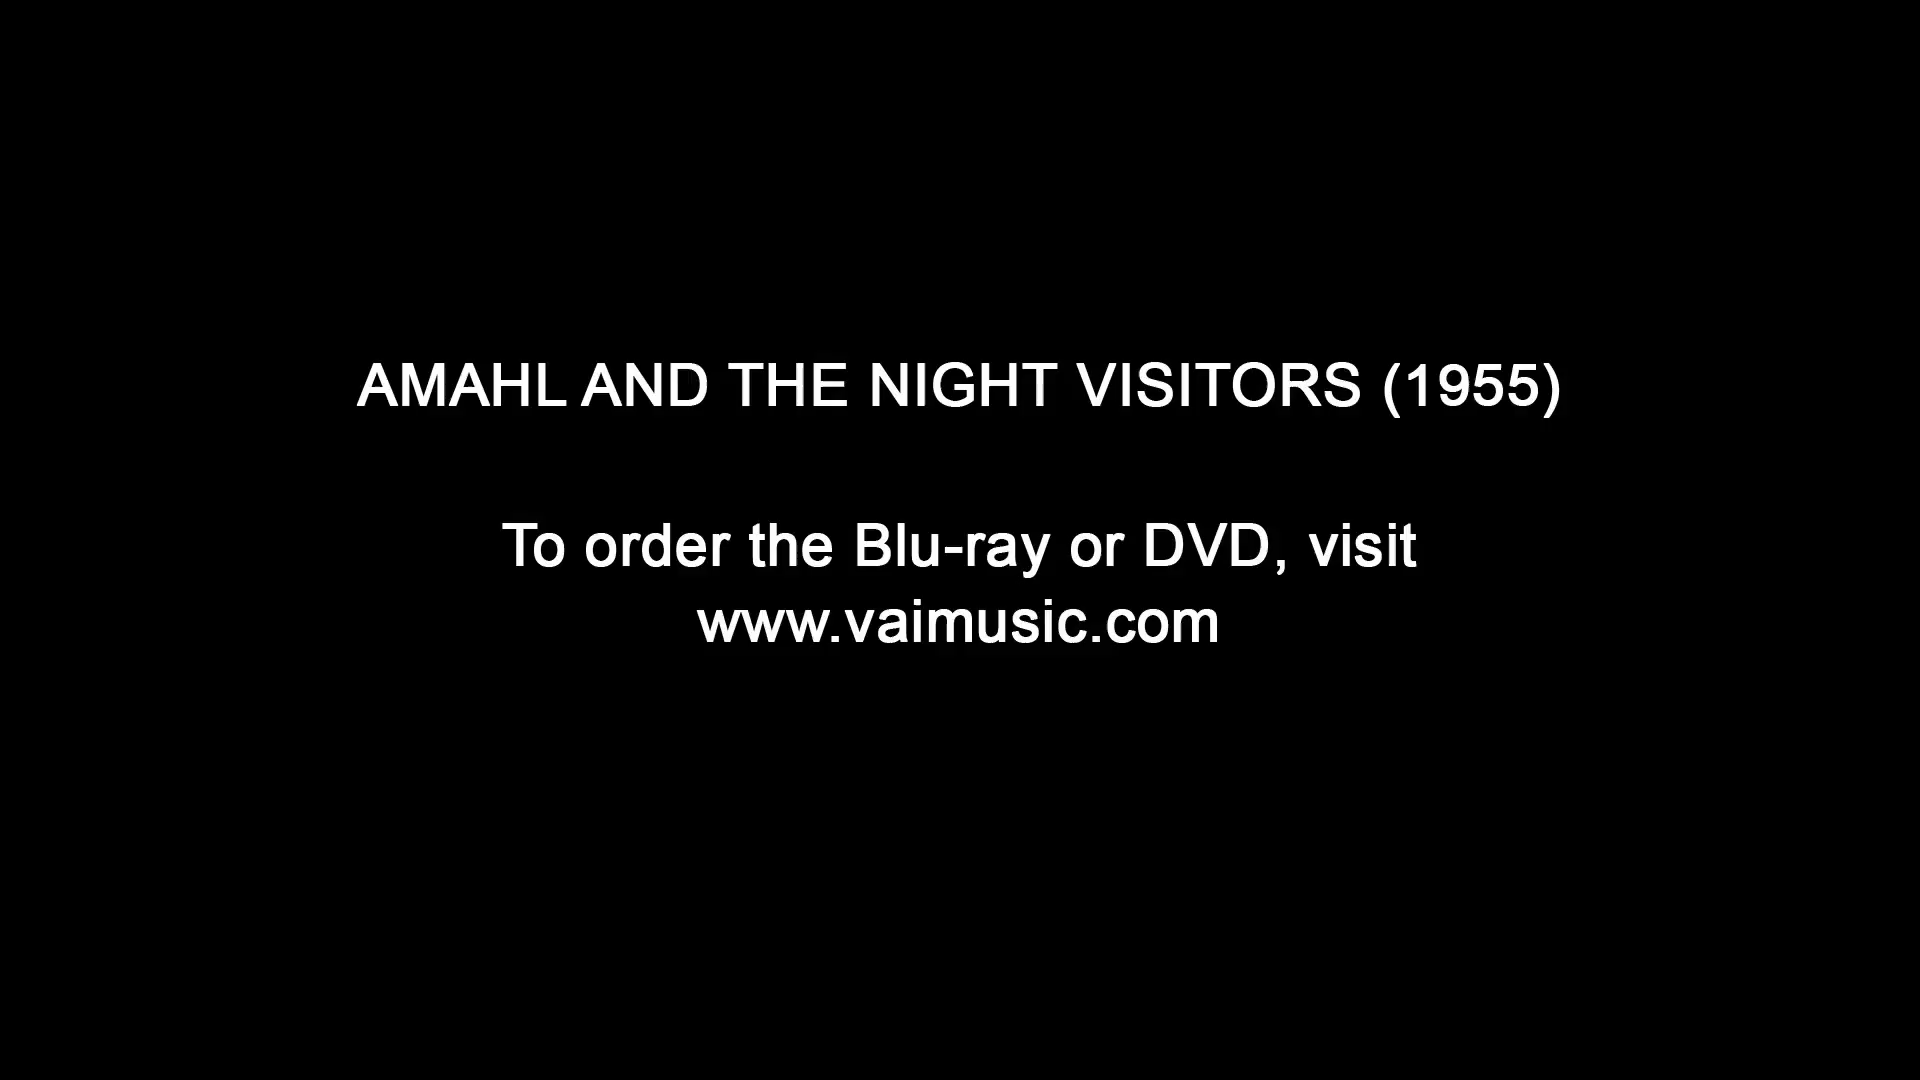 AMAHL AND THE NIGHT VISITORS (1955)
To order the Blu-ray or DVD, visit
www.vaimusic.com